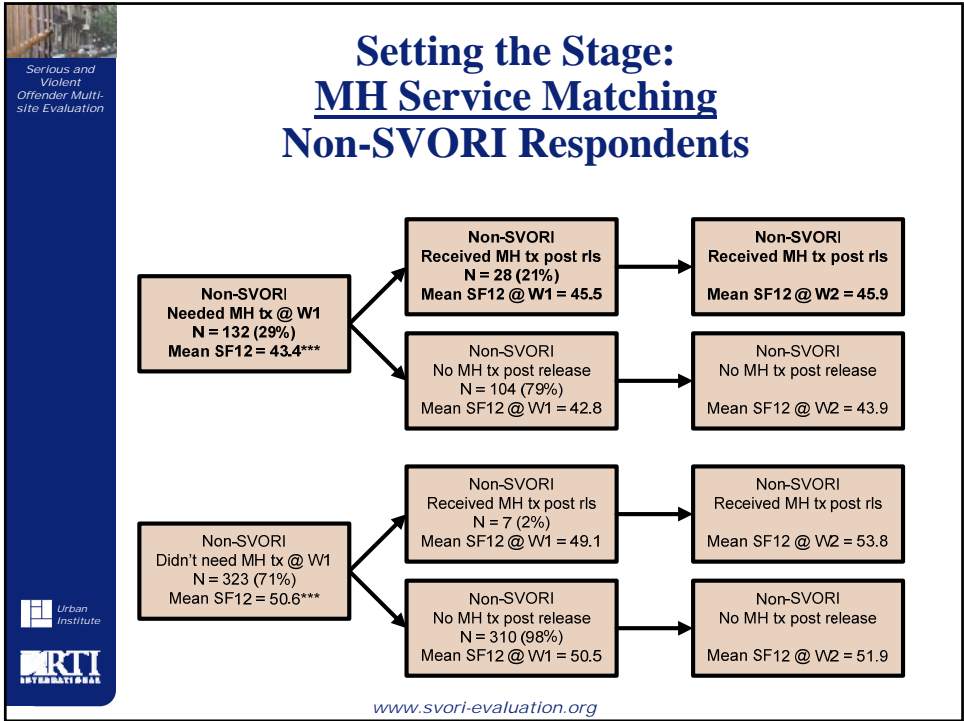 Serious and
Violent
Offender Multi-
site Evaluation
Setting the Stage:
MH Service Matching
Non-SVORI Respondents
Non-SVORI
Needed MH tx @ W1
N = 132 (29%)
Mean SF12 = 43.4***
Non-SVORI
Received MH tx post rls
N = 28 (21%)
Mean SF12 @ W1 = 45.5
Non-SVORI
Received MH tx post rls
Mean SF12 @ W2 = 45.9
Non-SVORI
No MH tx post release
N = 104 (79%)
Mean SF12 @ W1 = 42.8
Non-SVORI
No MH tx post release
Mean SF12 @ W2 = 43.9
Non-SVORI
Didn't need MH tx @ W1
N = 323 (71%)
Mean SF12 = 50.6***
Non-SVORI
Received MH tx post rls
N = 7 (2%)
Mean SF12 @ W1 = 49.1
Non-SVORI
Received MH tx post rls
Mean SF12 @ W2 = 53.8
Non-SVORI
No MH tx post release
N = 310 (98%)
Mean SF12 @ W1 = 50.5
Non-SVORI
No MH tx post release
Mean SF12 @ W2 = 51.9
Urban
Institute
RTI
INTERNATIONAL
www.svori-evaluation.org